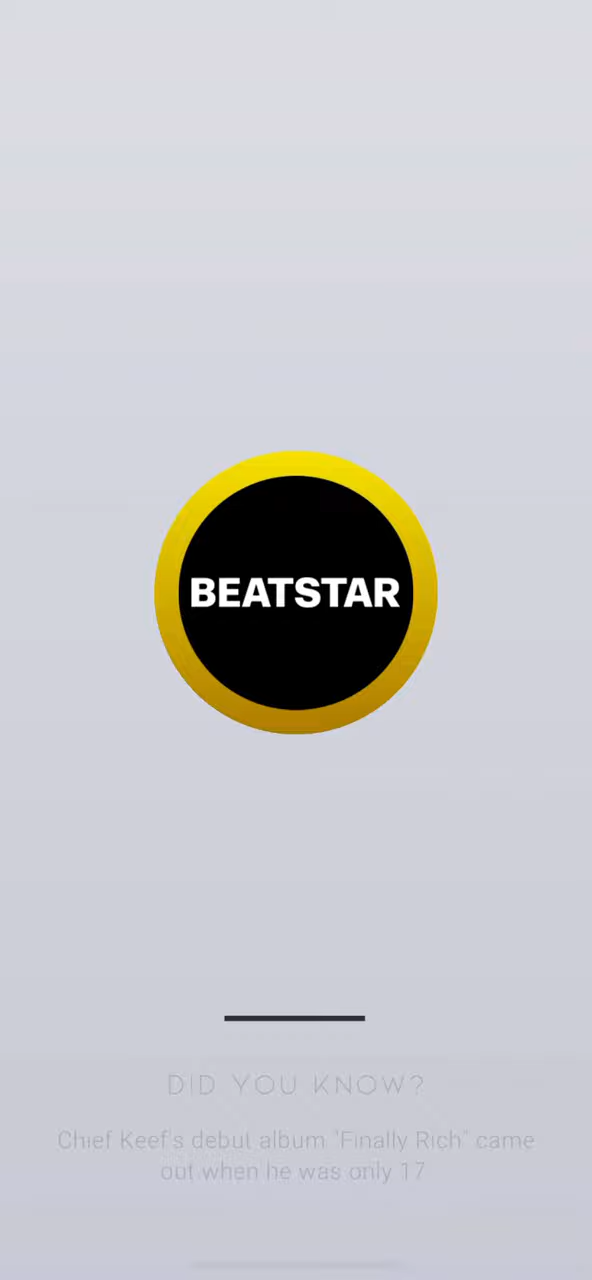 BEATSTAR
DID YOU KNOW?
Chief Keef's debut album "Finally Rich" came
out when he was only 17